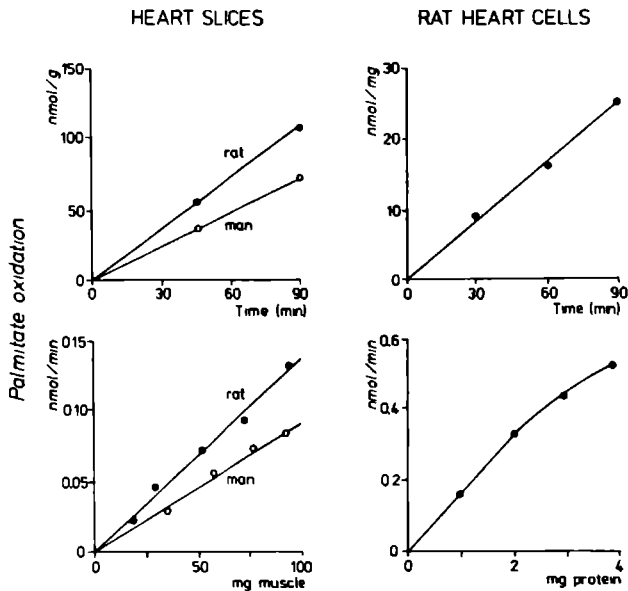 HEART SLICES
RAT HEART CELLS
Palmitate oxidation
nmol/g
150
100
50
0
rat
man
0 30 60 90
Time (min)
nmol/mg
30
20
10
0
0 30 60 90
Time (min)
nmol/min
0.15
0.10
0.05
0
rat
man
0 50 100
mg muscle
nmol/min
0.6
0.4
0.2
0
0 2 4
mg protein